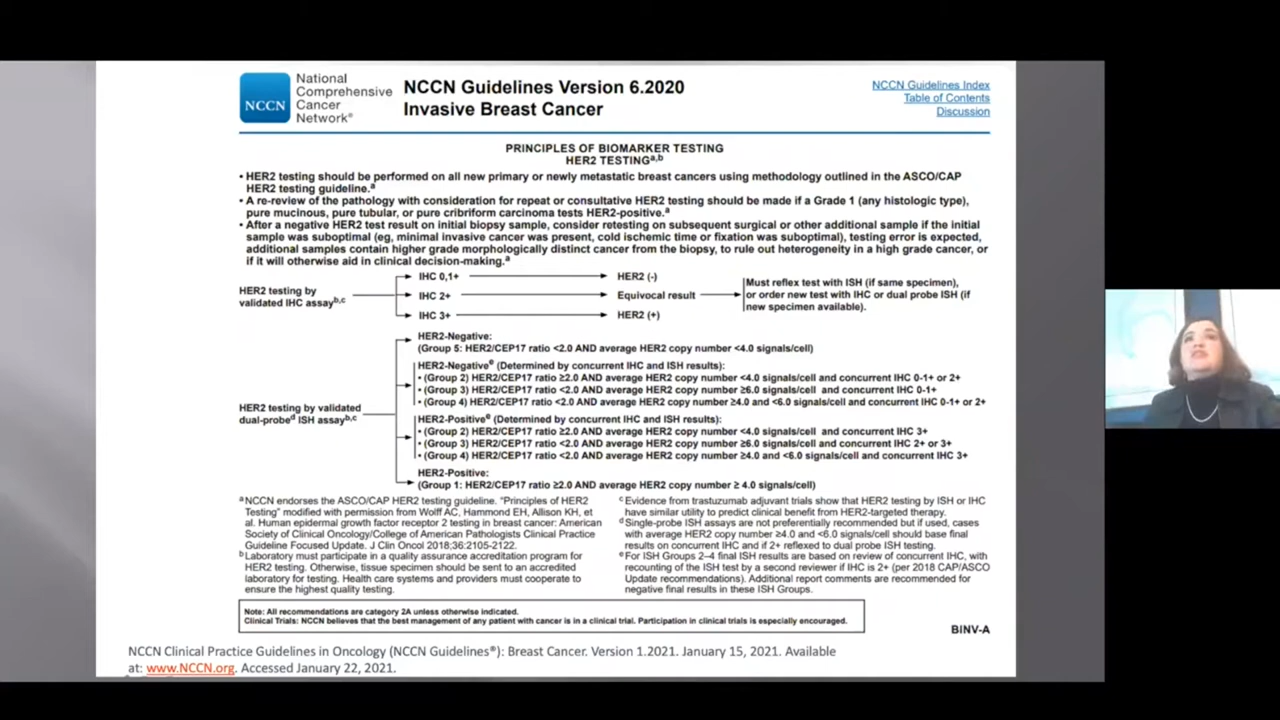 NCCN
National
Comprehensive
Cancer
Network®
NCCN Guidelines Version 6.2020
Invasive Breast Cancer
NCCN Guidelines Index
Table of Contents
Discussion
PRINCIPLES OF BIOMARKER TESTING
HER2 TESTINGa,b
• HER2 testing should be performed on all new primary or newly metastatic breast cancers using methodology outlined in the ASCO/CAP
HER2 testing guideline.a
• A re-review of the pathology with consideration for repeat or consultative HER2 testing should be made if a Grade 1 (any histologic type),
pure mucinous, pure tubular, or pure cribriform carcinoma tests HER2-positive.a
• After a negative HER2 test result on initial biopsy sample, consider retesting on subsequent surgical or other additional sample if the initial
sample was suboptimal (eg, minimal invasive cancer was present, cold ischemic time or fixation was suboptimal), testing error is expected,
additional samples contain higher grade morphologically distinct cancer from the biopsy, to rule out heterogeneity in a high grade cancer, or
if it will otherwise aid in clinical decision-making.a
HER2 testing by
validated IHC assayb,c
IHC 0,1+
HER2 (-)
IHC 2+
Equivocal result
IHC 3+
HER2 (+)
Must reflex test with ISH (if same specimen),
or order new test with IHC or dual probe ISH (if
new specimen available).
HER2 testing by validated
dual-probed ISH assayb,c
HER2-Negative:
(Group 5: HER2/CEP17 ratio <2.0 AND average HER2 copy number <4.0 signals/cell)
HER2-Negativee (Determined by concurrent IHC and ISH results):
• (Group 2) HER2/CEP17 ratio ≥2.0 AND average HER2 copy number <4.0 signals/cell and concurrent IHC 0-1+ or 2+
• (Group 3) HER2/CEP17 ratio <2.0 AND average HER2 copy number ≥6.0 signals/cell and concurrent IHC 0-1+
• (Group 4) HER2/CEP17 ratio <2.0 AND average HER2 copy number ≥4.0 and <6.0 signals/cell and concurrent IHC 0-1+ or 2+
HER2-Positivee (Determined by concurrent IHC and ISH results):
• (Group 2) HER2/CEP17 ratio ≥2.0 AND average HER2 copy number <4.0 signals/cell and concurrent IHC 3+
• (Group 3) HER2/CEP17 ratio <2.0 AND average HER2 copy number ≥6.0 signals/cell and concurrent IHC 2+ or 3+
• (Group 4) HER2/CEP17 ratio <2.0 AND average HER2 copy number ≥4.0 and <6.0 signals/cell and concurrent IHC 3+
HER2-Positive:
(Group 1: HER2/CEP17 ratio ≥2.0 AND average HER2 copy number ≥ 4.0 signals/cell)
a NCCN endorses the ASCO/CAP HER2 testing guideline. "Principles of HER2
Testing" modified with permission from Wolff AC, Hammond EH, Allison KH, et
al. Human epidermal growth factor receptor 2 testing in breast cancer: American
Society of Clinical Oncology/College of American Pathologists Clinical Practice
Guideline Focused Update. J Clin Oncol 2018;36:2105-2122.
b Laboratory must participate in a quality assurance accreditation program for
HER2 testing. Otherwise, tissue specimen should be sent to an accredited
laboratory for testing. Health care systems and providers must cooperate to
ensure the highest quality testing.
c Evidence from trastuzumab adjuvant trials show that HER2 testing by ISH or IHC
have similar utility to predict clinical benefit from HER2-targeted therapy.
d Single-probe ISH assays are not preferentially recommended but if used, cases
with average HER2 copy number ≥4.0 and <6.0 signals/cell should base final
results on concurrent IHC and if 2+ reflexed to dual probe ISH testing.
e For ISH Groups 2–4 final ISH results are based on review of concurrent IHC, with
recounting of the ISH test by a second reviewer if IHC is 2+ (per 2018 CAP/ASCO
Update recommendations). Additional report comments are recommended for
negative final results in these ISH Groups.
Note: All recommendations are category 2A unless otherwise indicated.
Clinical Trials: NCCN believes that the best management of any patient with cancer is in a clinical trial. Participation in clinical trials is especially encouraged.
BINV-A
NCCN Clinical Practice Guidelines in Oncology (NCCN Guidelines®): Breast Cancer. Version 1.2021. January 15, 2021. Available
at: www.NCCN.org. Accessed January 22, 2021.